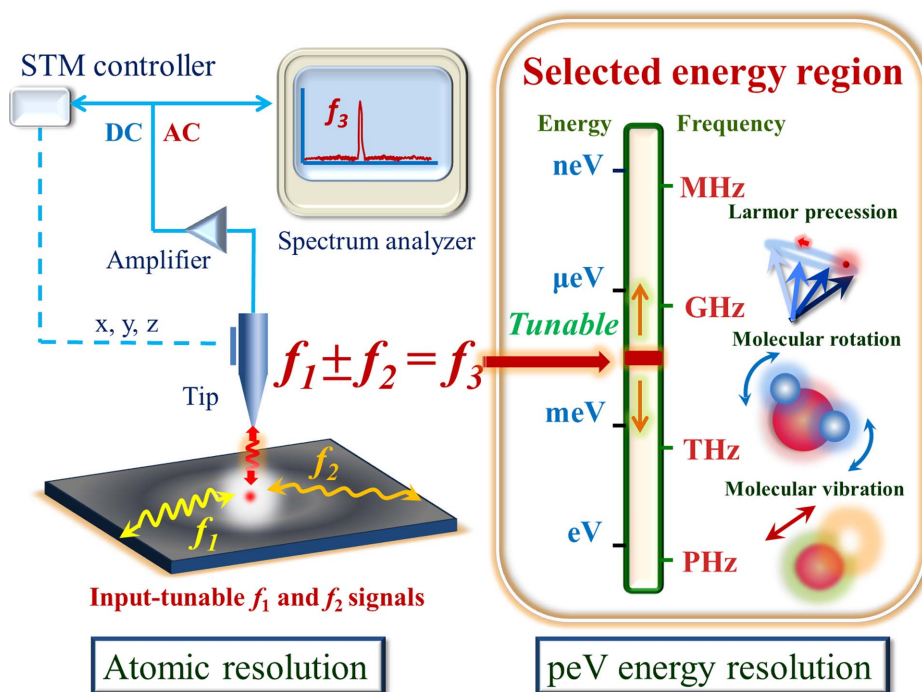 STM controller
DC
AC
f3
Amplifier
Spectrum analyzer
x, y, z
Tip
f1 ± f2 = f3
f1
f2
Input-tunable f1 and f2 signals
Atomic resolution
Selected energy region
Energy
Frequency
neV
MHz
Larmor precession
µeV
GHz
Tunable
Molecular rotation
meV
THz
Molecular vibration
eV
PHz
peV energy resolution